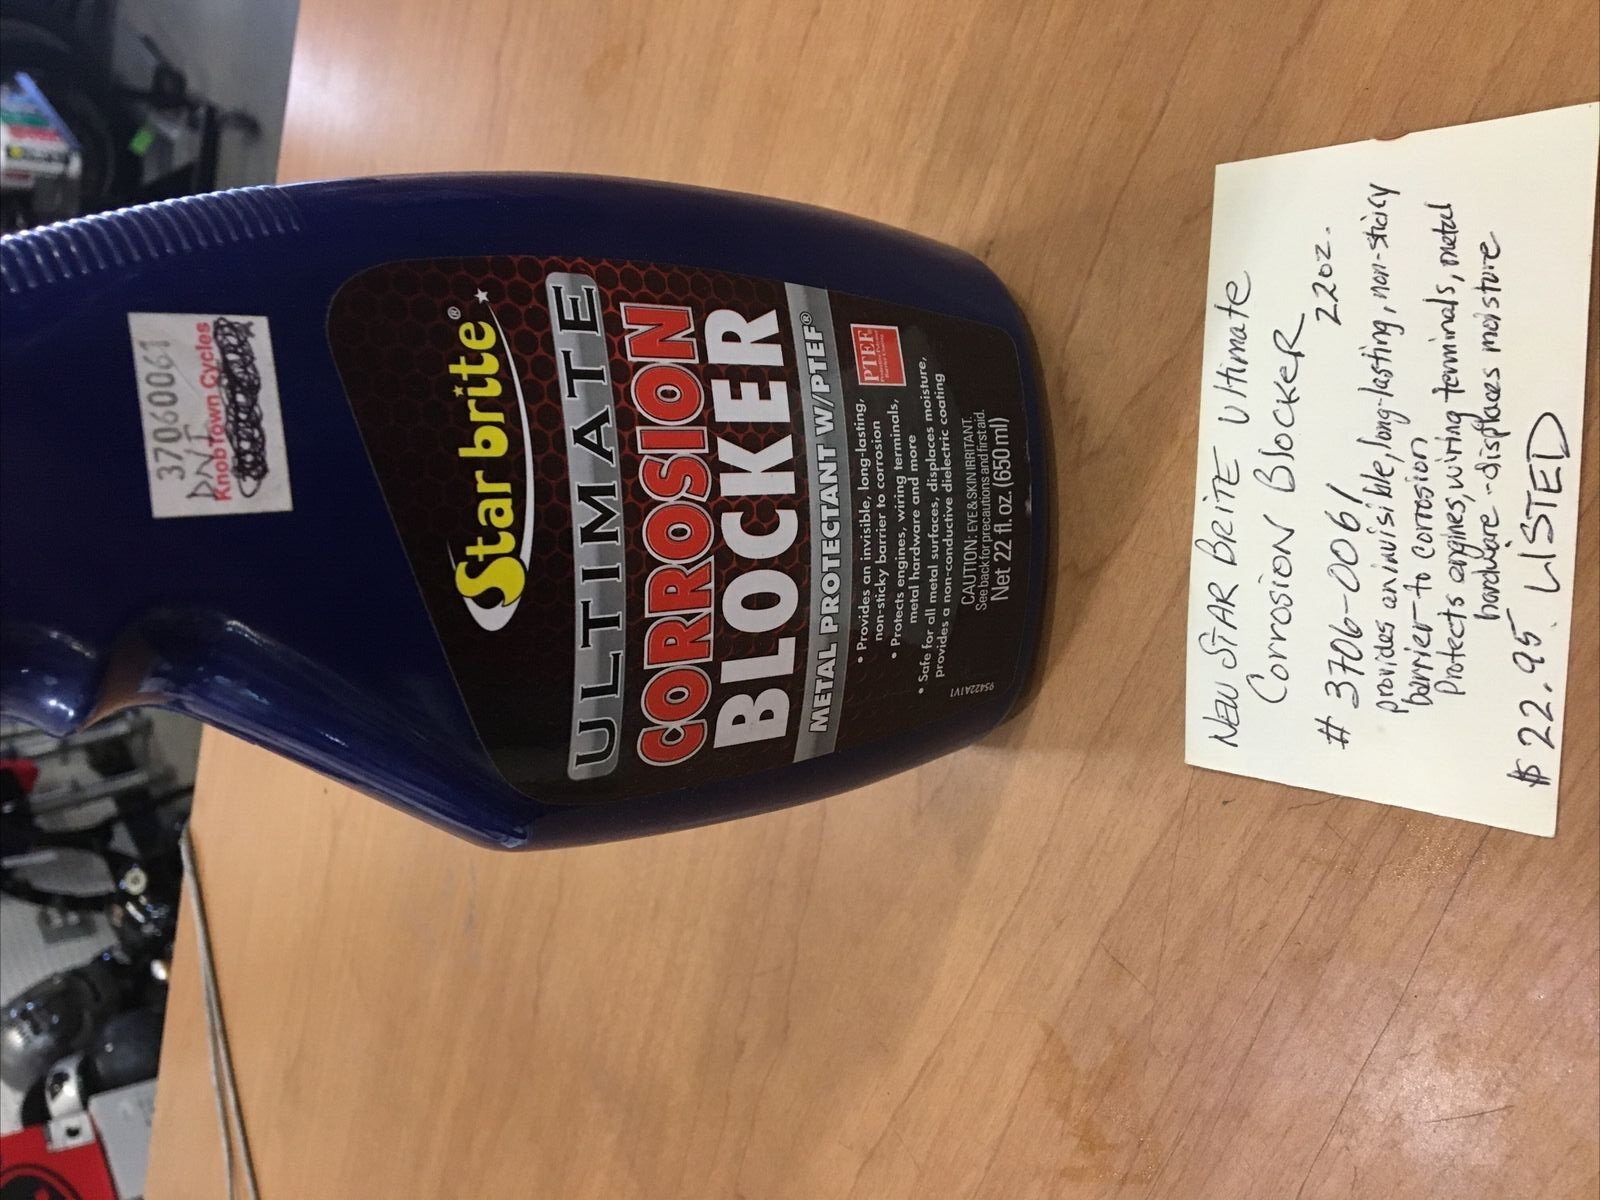 37060061
DNT
KnobTown Cycles
Star brite®
ULTIMATE
CORROSION
BLOCKER
METAL PROTECTANT W/PTEF®
PTEF
• Provides an invisible, long-lasting,
non-sticky barrier to corrosion
• Protects engines, wiring terminals,
metal hardware and more
• Safe for all metal surfaces, displaces moisture,
provides a non-conductive dielectric coating
CAUTION: EYE & SKIN IRRITANT.
See back for precautions and first aid.
Net 22 fl. oz. (650 ml)
95422A1V1
New STAR BRITE Ultimate
Corrosion Blocker
22oz.
# 3706-0061
provides an invisible, long-lasting, non-sticky
barrier to corrosion
Protects engines, wiring terminals, metal
hardware - displaces moisture
$22.95 LISTED